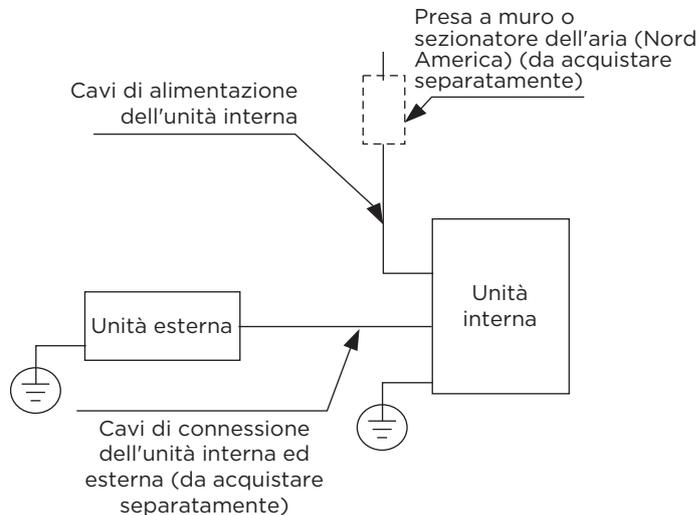 Presa a muro o
sezionatore dell'aria (Nord
America) (da acquistare
separatamente)
Cavi di alimentazione
dell'unità interna
Unità
interna
Unità esterna
Cavi di connessione
dell'unità interna ed
esterna (da acquistare
separatamente)